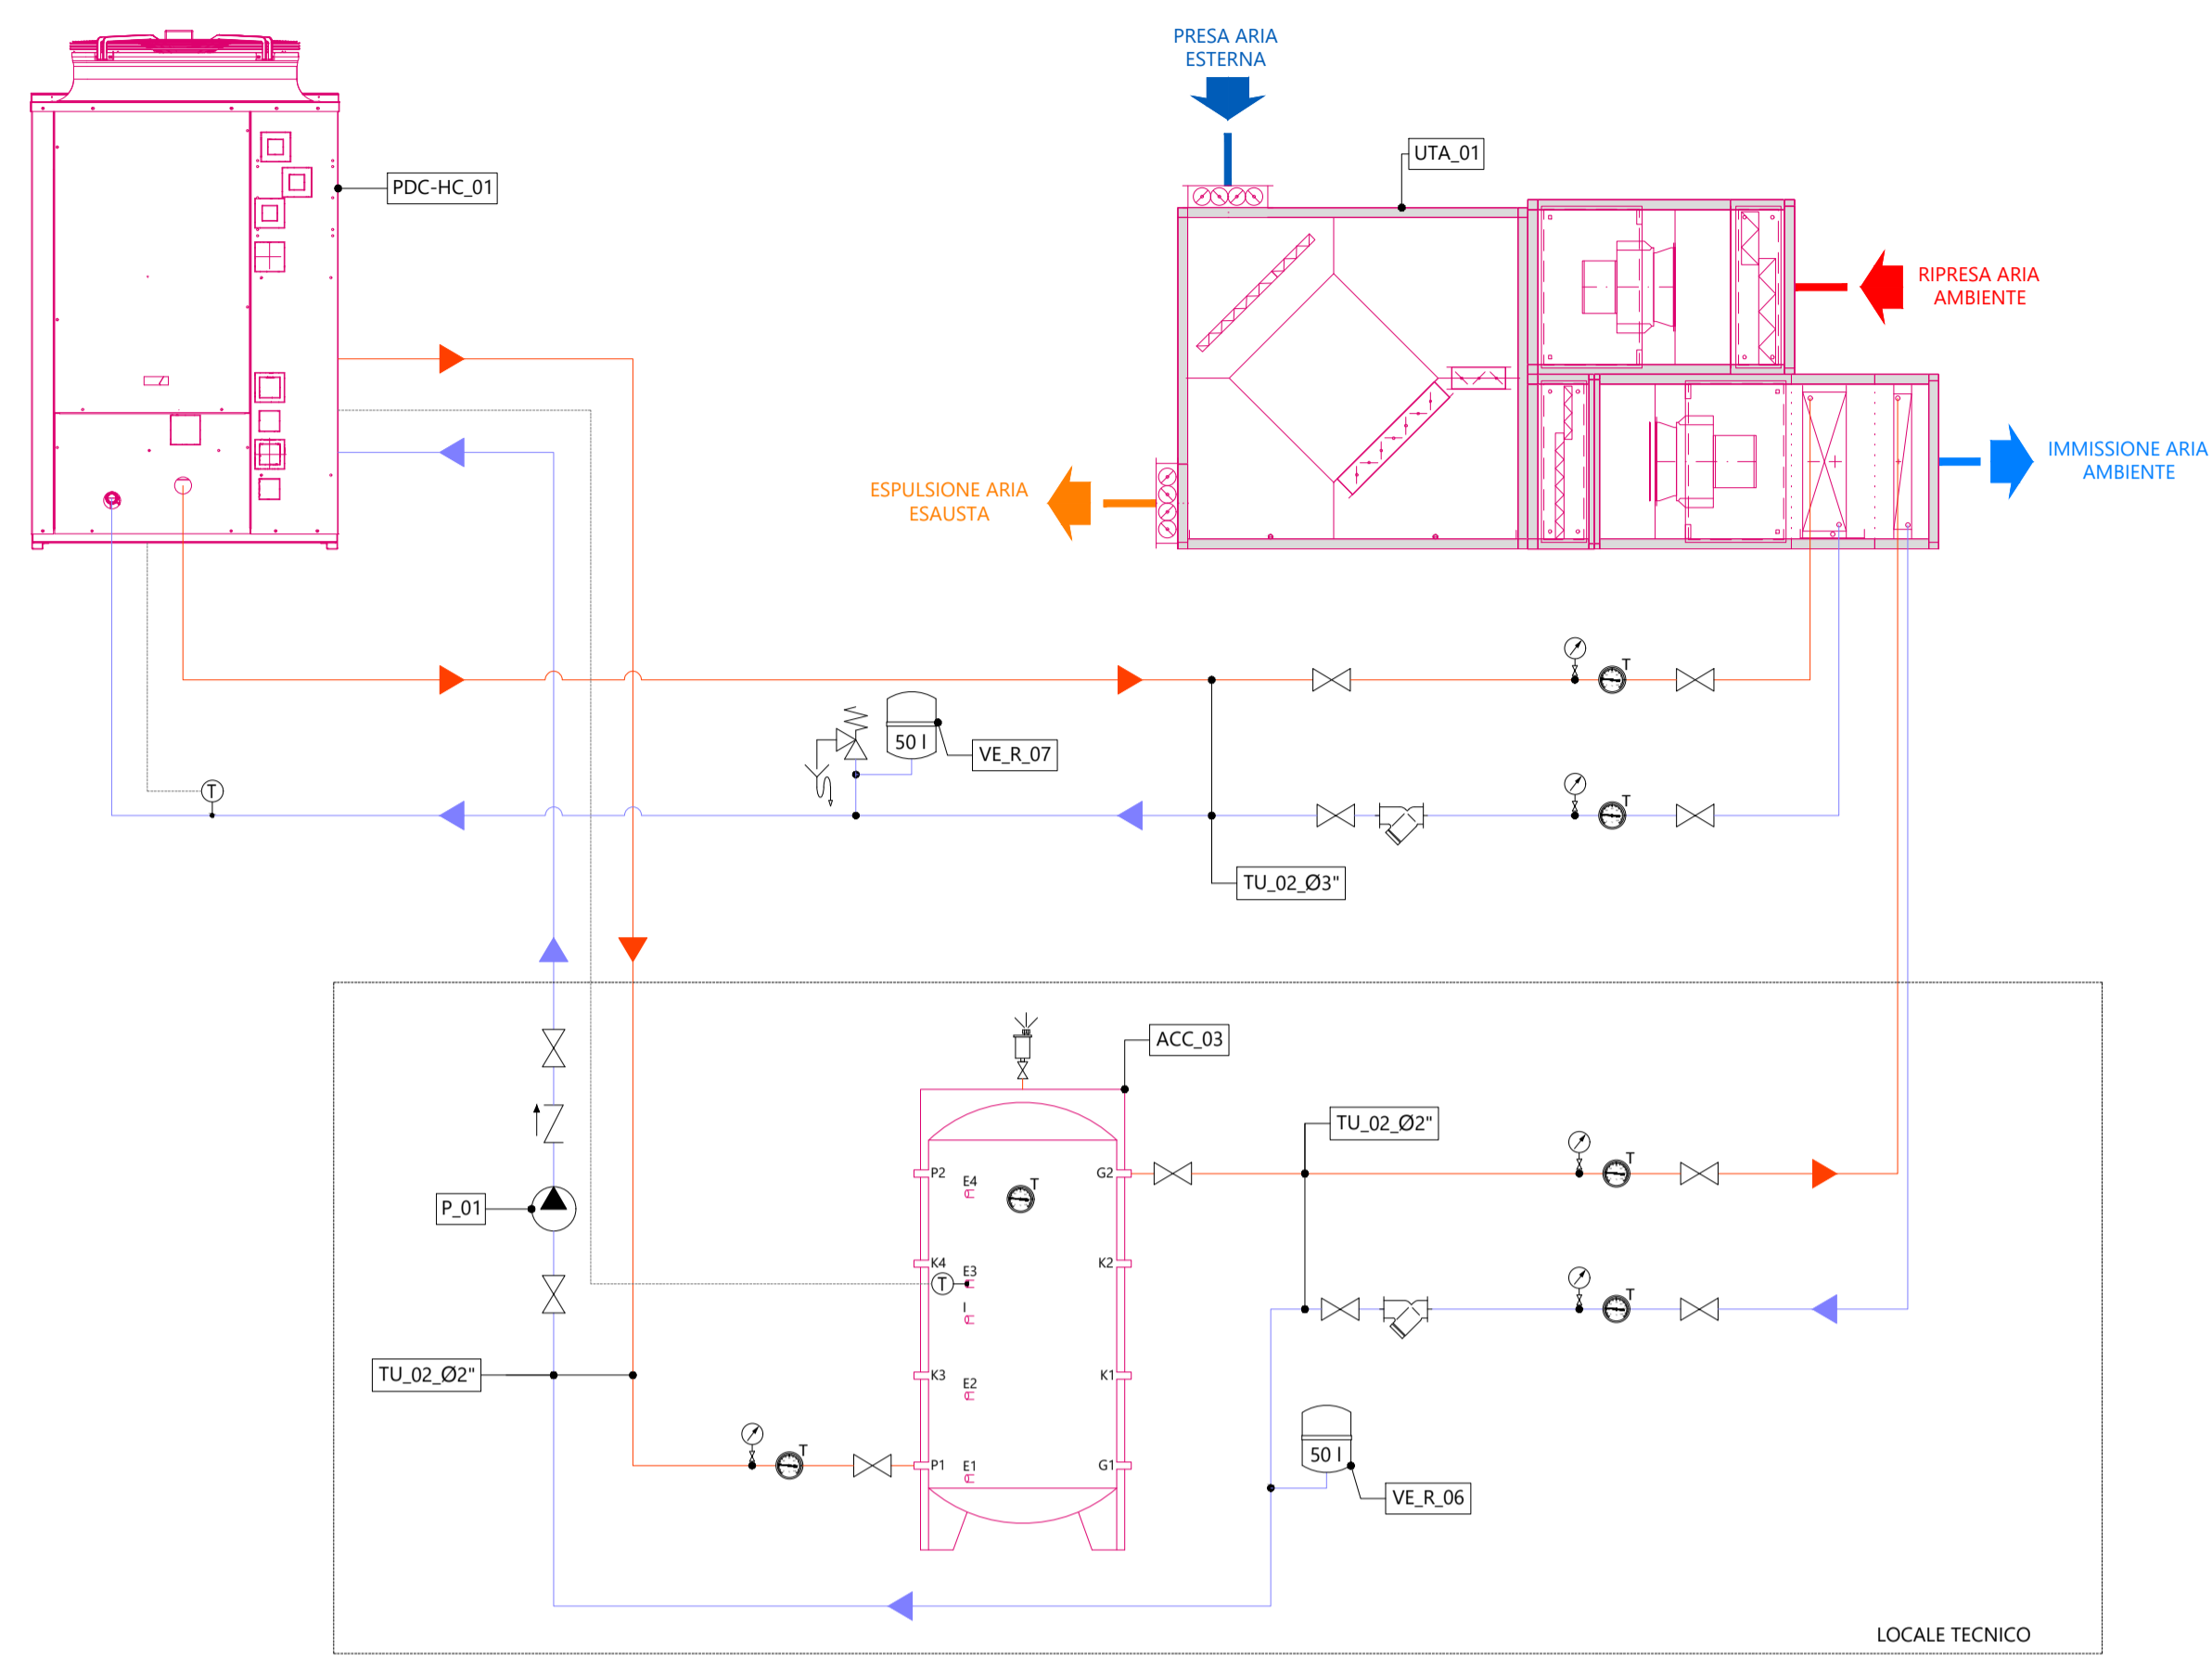 PRESA ARIA
ESTERNA
UTA_01
PDC-HC_01
RIPRESA ARIA
AMBIENTE
IMMISSIONE ARIA
AMBIENTE
ESPULSIONE ARIA
ESAUSTA
T
50 l
VE_R_07
T
T
TU_02_Ø3"
ACC_03
TU_02_Ø2"
P2
G2
E4
T
T
P_01
K4
K2
E3
T
I
T
TU_02_Ø2"
K3
K1
E2
T
50 l
P1
G1
E1
VE_R_06
LOCALE TECNICO